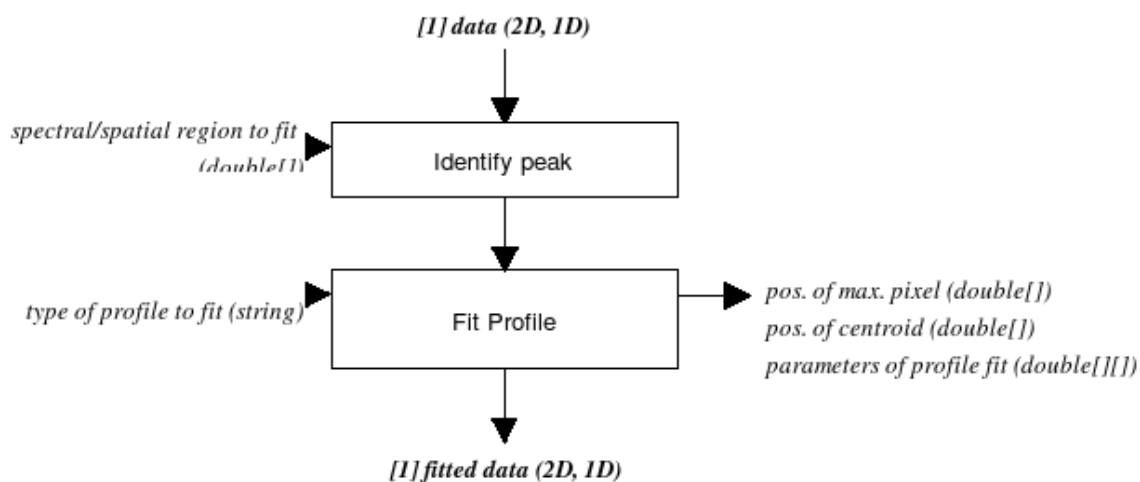 [1] data (2D, 1D)
spectral/spatial region to fit
(double[])
Identify peak
type of profile to fit (string)
Fit Profile
pos. of max. pixel (double[])
pos. of centroid (double[])
parameters of profile fit (double[][])
[1] fitted data (2D, 1D)